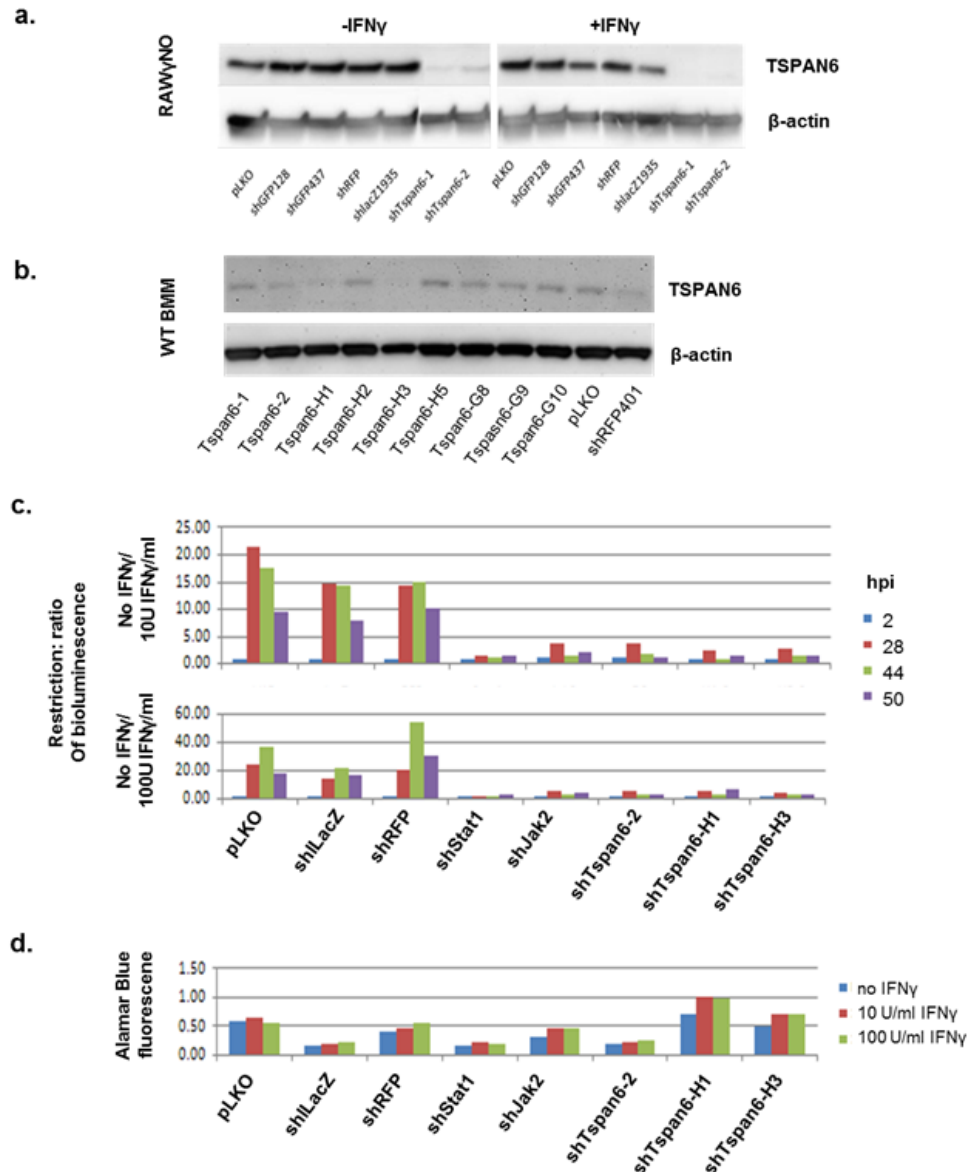 a.
-IFNγ +IFNγ
RAWγNO
TSPAN6
β-actin
pLKO shGFP128 shGFP437 shRFP shlacZ1935 shTspan6-1 shTspan6-2 pLKO shGFP128 shGFP437 shRFP shlacZ1935 shTspan6-1 shTspan6-2
b.
WT BMM
TSPAN6
β-actin
Tspan6-1 Tspan6-2 Tspan6-H1 Tspan6-H2 Tspan6-H3 Tspan6-H5 Tspan6-G8 Tspasn6-G9 Tspan6-G10 pLKO shRFP401
c.
Restriction: ratio
Of bioluminescence
No IFNγ/
10U IFNγ/ml
25.00
20.00
15.00
10.00
5.00
0.00
hpi
2
28
44
50
No IFNγ/
100U IFNγ/ml
60.00
40.00
20.00
0.00
pLKO shlLacZ shRFP shStat1 shJak2 shTspan6-2 shTspan6-H1 shTspan6-H3
d.
Alamar Blue
fluorescene
1.50
1.00
0.50
0.00
no IFNγ
10 U/ml IFNγ
100 U/ml IFNγ
pLKO shlLacZ shRFP shStat1 shJak2 shTspan6-2 shTspan6-H1 shTspan6-H3